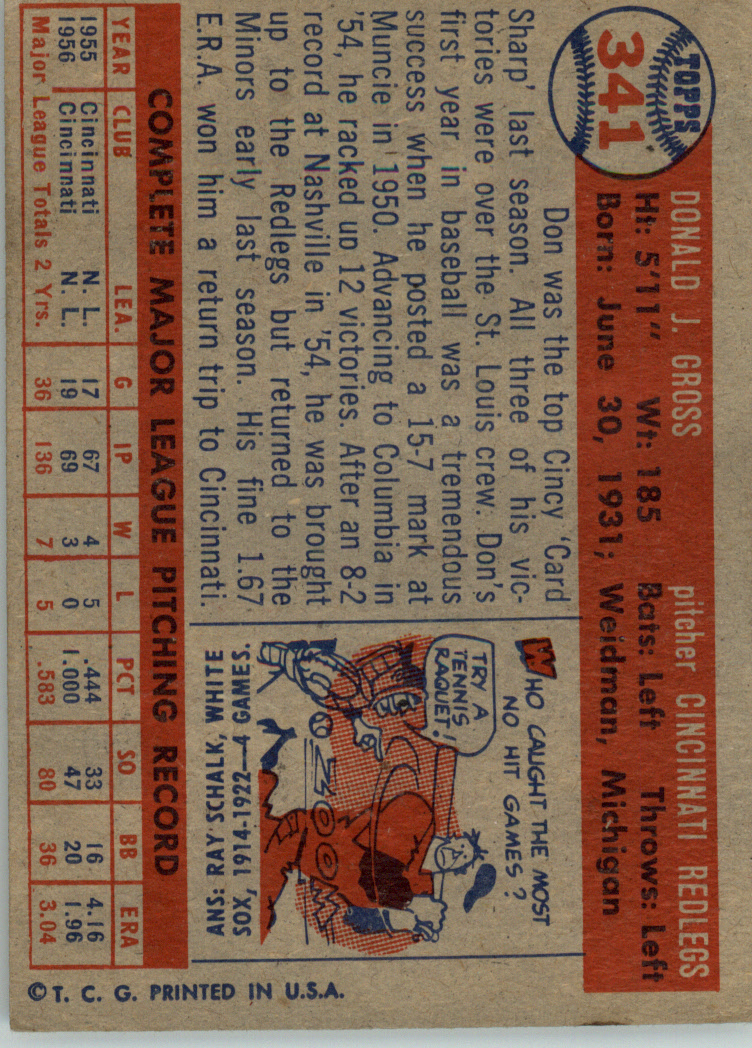 TOPPS
341
DONALD J. GROSS pitcher CINCINNATI REDLEGS
Ht: 5'11" Wt: 185 Bats: Left Throws: Left
Born: June 30, 1931; Weidman, Michigan
Don was the top Cincy 'Card
Sharp' last season. All three of his vic-
tories were over the St. Louis crew. Don's
first year in baseball was a tremendous
success when he posted a 15-7 mark at
Muncie in 1950. Advancing to Columbia in
'54, he racked up 12 victories. After an 8-2
record at Nashville in '54, he was brought
up to the Redlegs but returned to the
Minors early last season. His fine 1.67
E.R.A. won him a return trip to Cincinnati.
WHO CAUGHT THE MOST
NO HIT GAMES?
TRY A
TENNIS
RAQUET!
ZOOM
ANS: RAY SCHALK, WHITE
SOX, 1914-1922—4 GAMES.
COMPLETE MAJOR LEAGUE PITCHING RECORD
YEAR CLUB LEA. G IP W L PCT SO BB ERA
1955 Cincinnati N. L. 17 67 4 5 .444 33 16 4.16
1956 Cincinnati N. L. 19 69 3 0 1.000 47 20 1.96
Major League Totals 2 Yrs. 36 136 7 5 .583 80 36 3.04
© T. C. G. PRINTED IN U.S.A.